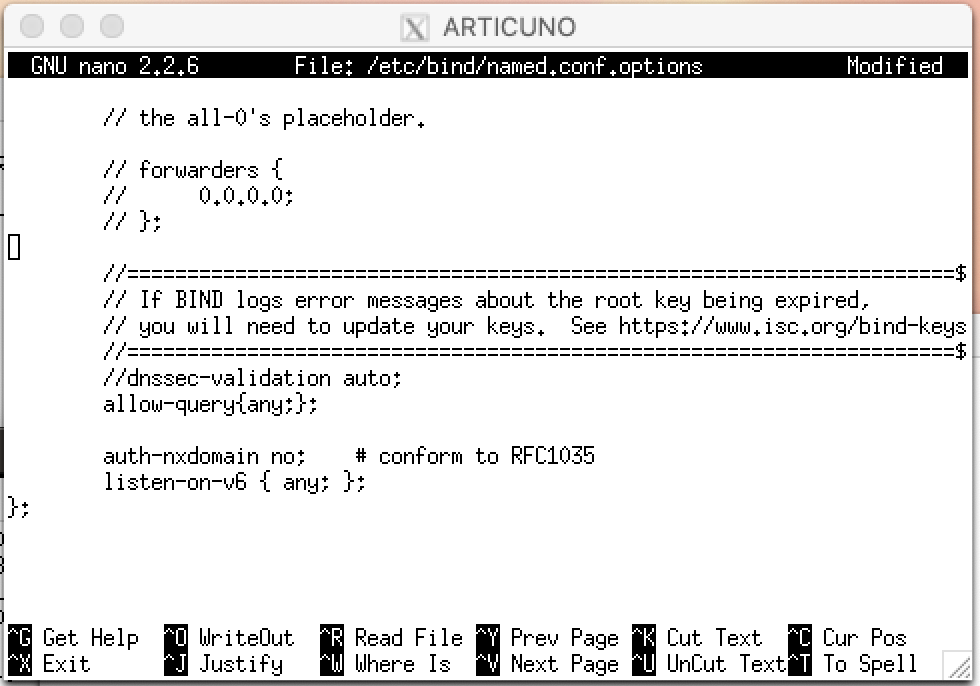 ARTICUNO
GNU nano 2.2.6 File: /etc/bind/named.conf.options Modified
// the all-0's placeholder.
// forwarders {
// 0.0.0.0;
// };
//=====================================================================$
// If BIND logs error messages about the root key being expired,
// you will need to update your keys. See https://www.isc.org/bind-keys
//=====================================================================$
//dnssec-validation auto;
allow-query{any;};
auth-nxdomain no; # conform to RFC1035
listen-on-v6 { any; };
};
^G Get Help ^O WriteOut ^R Read File ^Y Prev Page ^K Cut Text ^C Cur Pos
^X Exit ^J Justify ^W Where Is ^V Next Page ^U UnCut Text ^T To Spell